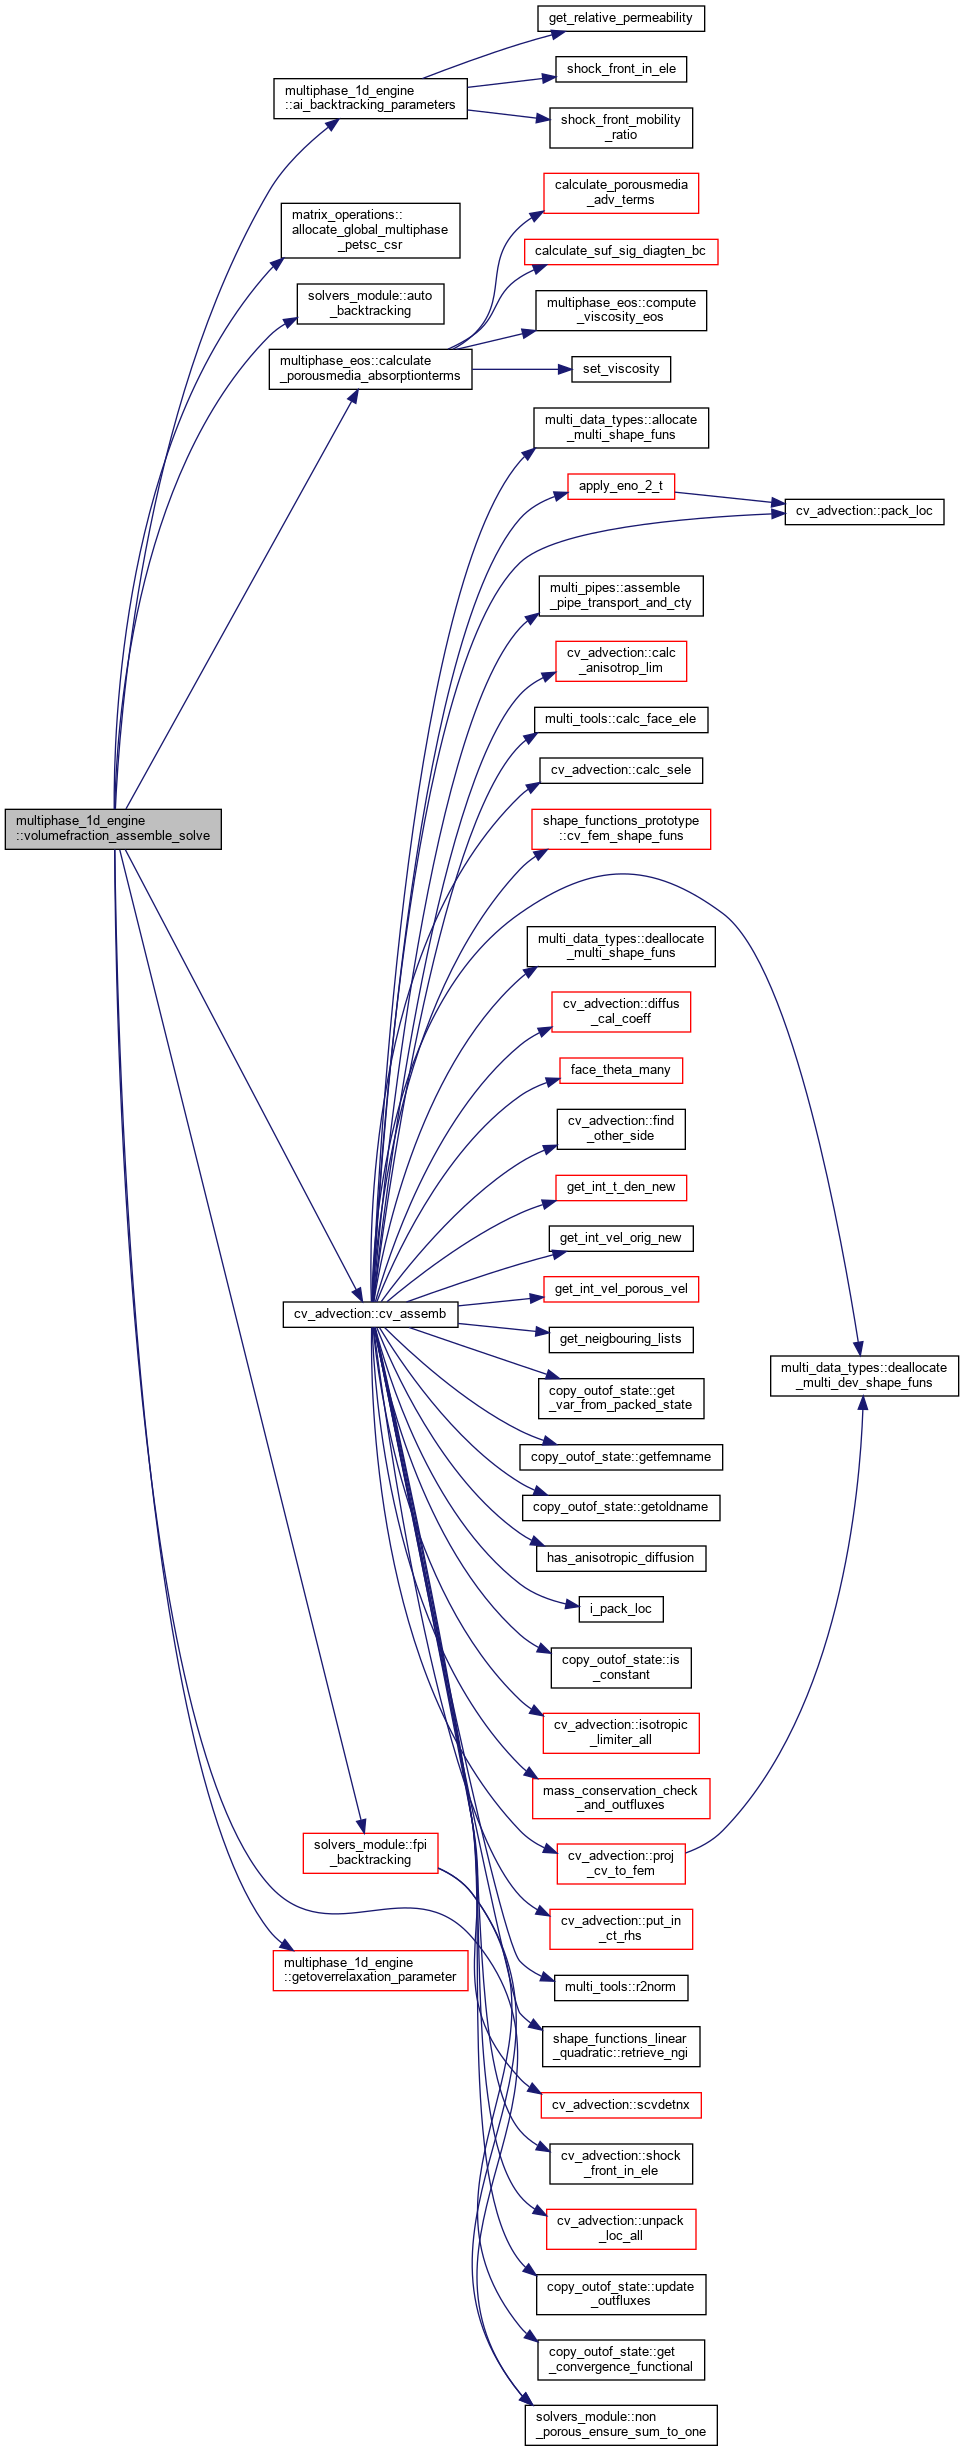 get_relative_permeability
shock_front_in_ele
multiphase_1d_engine
::ai_backtracking_parameters
shock_front_mobility
_ratio
calculate_porousmedia
_adv_terms
matrix_operations::
allocate_global_multiphase
_petsc_csr
calculate_suf_sig_diagten_bc
solvers_module::auto
_backtracking
multiphase_eos::compute
_viscosity_eos
multiphase_eos::calculate
_porousmedia_absorptionterms
set_viscosity
multi_data_types::allocate
_multi_shape_funs
apply_eno_2_t
cv_advection::pack_loc
multi_pipes::assemble
_pipe_transport_and_cty
cv_advection::calc
_anisotrop_lim
multi_tools::calc_face_ele
cv_advection::calc_sele
multiphase_1d_engine
::volumefraction_assemble_solve
shape_functions_prototype
::cv_fem_shape_funs
multi_data_types::deallocate
_multi_shape_funs
cv_advection::diffus
_cal_coeff
face_theta_many
cv_advection::find
_other_side
get_int_t_den_new
get_int_vel_orig_new
get_int_vel_porous_vel
cv_advection::cv_assemb
get_neigbouring_lists
multi_data_types::deallocate
_multi_dev_shape_funs
copy_outof_state::get
_var_from_packed_state
copy_outof_state::getfemname
copy_outof_state::getoldname
has_anisotropic_diffusion
i_pack_loc
copy_outof_state::is
_constant
cv_advection::isotropic
_limiter_all
mass_conservation_check
_and_outfluxes
solvers_module::fpi
_backtracking
cv_advection::proj
_cv_to_fem
cv_advection::put_in
_ct_rhs
multiphase_1d_engine
::getoverrelaxation_parameter
multi_tools::r2norm
shape_functions_linear
_quadratic::retrieve_ngi
cv_advection::scvdetnx
cv_advection::shock
_front_in_ele
cv_advection::unpack
_loc_all
copy_outof_state::update
_outfluxes
copy_outof_state::get
_convergence_functional
solvers_module::non
_porous_ensure_sum_to_one